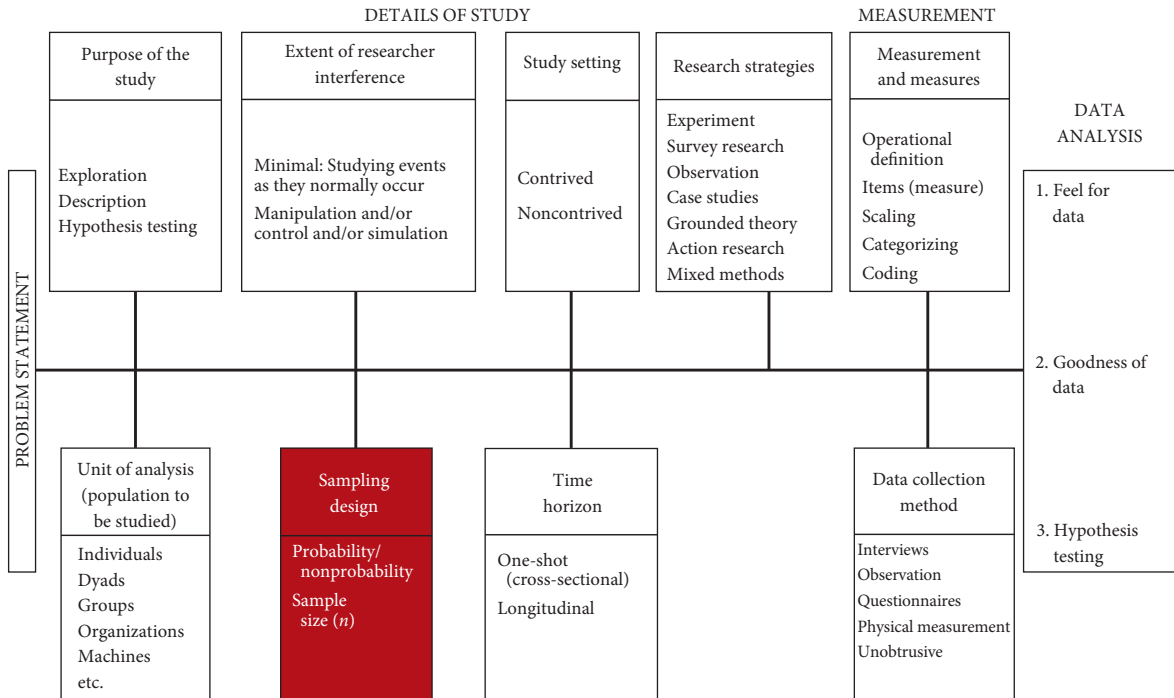 DETAILS OF STUDY
MEASUREMENT
Purpose of the
study
Exploration
Description
Hypothesis testing
Extent of researcher
interference
Minimal: Studying events
as they normally occur
Manipulation and/or
control and/or simulation
Study setting
Contrived
Noncontrived
Research strategies
Experiment
Survey research
Observation
Case studies
Grounded theory
Action research
Mixed methods
Measurement
and measures
Operational
definition
Items (measure)
Scaling
Categorizing
Coding
DATA
ANALYSIS
1. Feel for
data
2. Goodness of
data
3. Hypothesis
testing
PROBLEM STATEMENT
Unit of analysis
(population to
be studied)
Individuals
Dyads
Groups
Organizations
Machines
etc.
Sampling
design
Probability/
nonprobability
Sample
size (n)
Time
horizon
One-shot
(cross-sectional)
Longitudinal
Data collection
method
Interviews
Observation
Questionnaires
Physical measurement
Unobtrusive